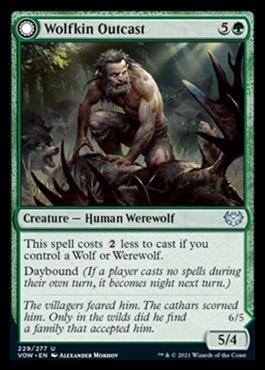 Wolfkin Outcast 5
Creature — Human Werewolf
This spell costs 2 less to cast if you
control a Wolf or Werewolf.
Daybound (If a player casts no spells during
their own turn, it becomes night next turn.)
The villagers feared him. The cathars scorned
him. Only in the wilds did he find
a family that accepted him.
6/5
5/4
229/277 U
VOW • EN ALEXANDER MOKHOV
™ & © 2021 Wizards of the Coast